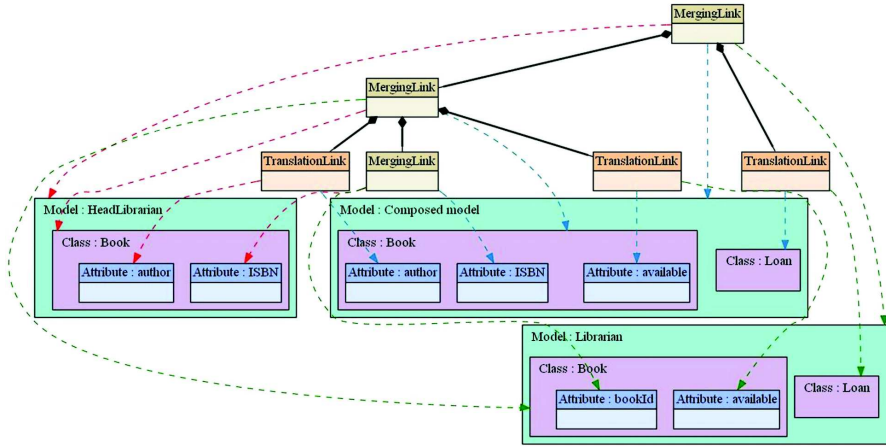 MergingLink
MergingLink
TranslationLink
MergingLink
TranslationLink
TranslationLink
Model : HeadLibrarian
Class : Book
Attribute : author
Attribute : ISBN
Model : Composed model
Class : Book
Attribute : author
Attribute : ISBN
Attribute : available
Class : Loan
Model : Librarian
Class : Book
Attribute : bookId
Attribute : available
Class : Loan